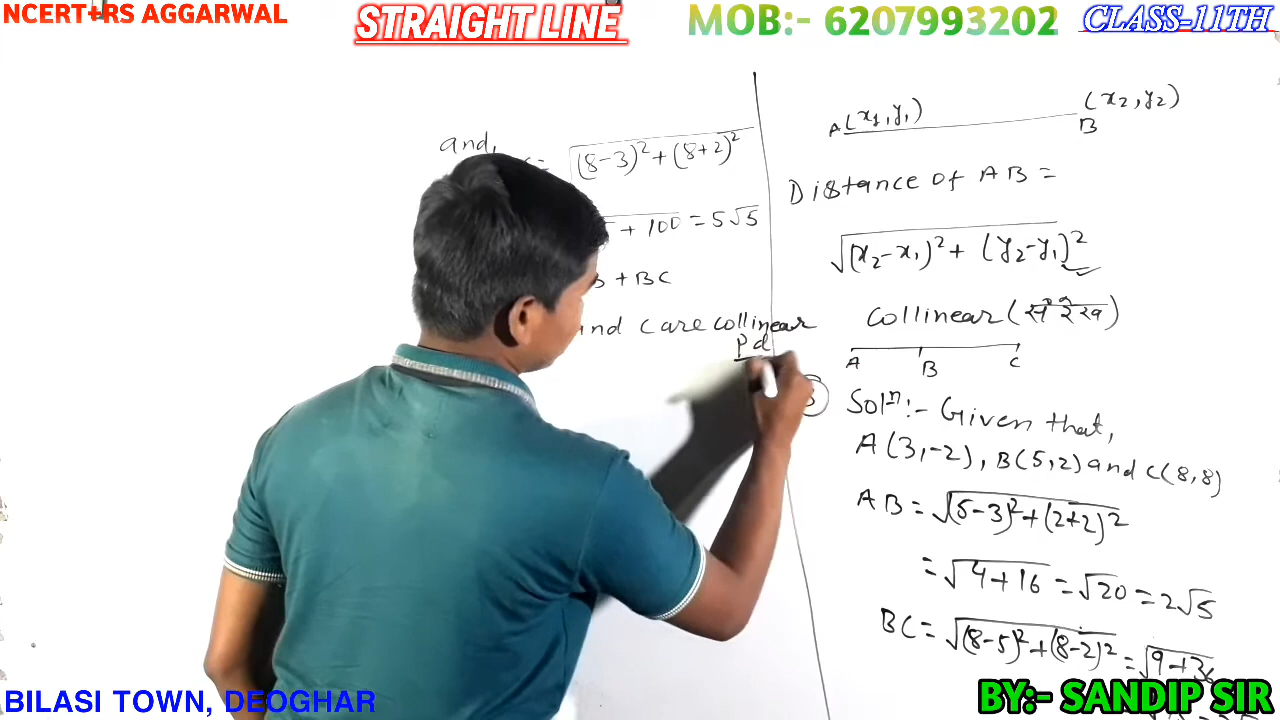 NCERT+RS AGGARWAL
STRAIGHT LINE
MOB:- 6207993202
CLASS-11TH
and,
= √(8-3)² + (8+2)²
+ 100 = 5√5
+ BC
and C are collinear
Pd
A(x₁,y₁)
(x₂,y₂)
B
Distance of AB =
√(x₂-x₁)² + (y₂-y₁)²
Collinear (
A B C
Solⁿ:- Given that,
A(3,-2), B(5,2) and C(8,8)
AB = √(5-3)²+(2+2)²
= √4+16 = √20 = 2√5
BC = √(8-5)²+(8-2)² = √9+36
BILASI TOWN, DEOGHAR
BY:- SANDIP SIR